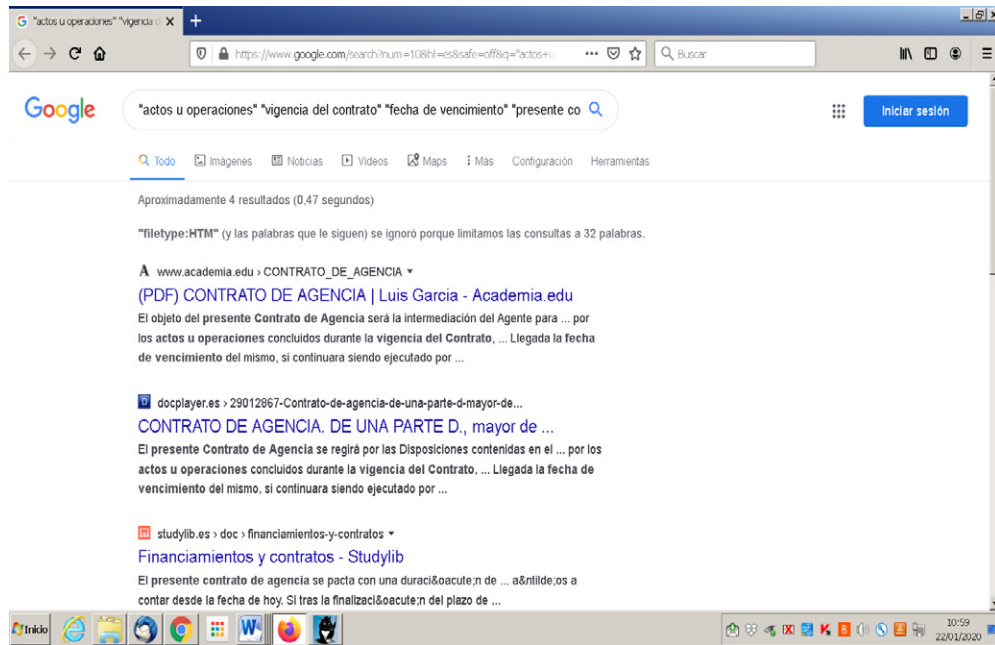 "actos u operaciones" "vigencia d
https://www.google.com/search?num=10&hl=es&safe=off&q="actos+u
Buscar
Google
"actos u operaciones" "vigencia del contrato" "fecha de vencimiento" "presente co
Iniciar sesión
Todo Imágenes Noticias Vídeos Maps Más Configuración Herramientas
Aproximadamente 4 resultados (0,47 segundos)
"filetype:HTM" (y las palabras que le siguen) se ignoró porque limitamos las consultas a 32 palabras.
www.academia.edu › CONTRATO_DE_AGENCIA
(PDF) CONTRATO DE AGENCIA | Luis Garcia - Academia.edu
El objeto del presente Contrato de Agencia será la intermediación del Agente para ... por
los actos u operaciones concluidos durante la vigencia del Contrato, ... Llegada la fecha
de vencimiento del mismo, si continuara siendo ejecutado por ...
docplayer.es › 29012867-Contrato-de-agencia-de-una-parte-d-mayor-de...
CONTRATO DE AGENCIA. DE UNA PARTE D., mayor de ...
El presente Contrato de Agencia se regirá por las Disposiciones contenidas en el ... por los
actos u operaciones concluidos durante la vigencia del Contrato, ... Llegada la fecha de
vencimiento del mismo, si continuara siendo ejecutado por ...
studylib.es › doc › financiamientos-y-contratos
Financiamientos y contratos - Studylib
El presente contrato de agencia se pacta con una duraci&oacute;n de ... a&ntilde;os a
contar desde la fecha de hoy. Si tras la finalizaci&oacute;n del plazo de ...
Inicio
10:59
22/01/2020